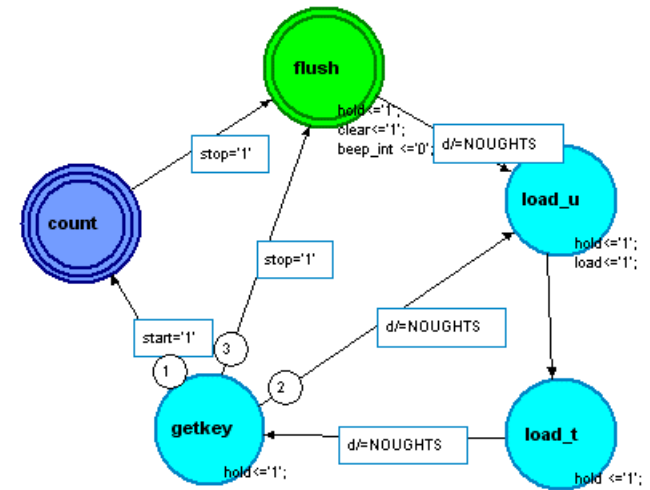 flush
hold<='1';
clear<='1';
beep_int <='0';
d/=NOUGHTS
stop='1'
load_u
hold<='1';
load<='1';
count
stop='1'
start='1'
d/=NOUGHTS
1
3
2
getkey
hold<='1';
d/=NOUGHTS
load_t
hold <='1';